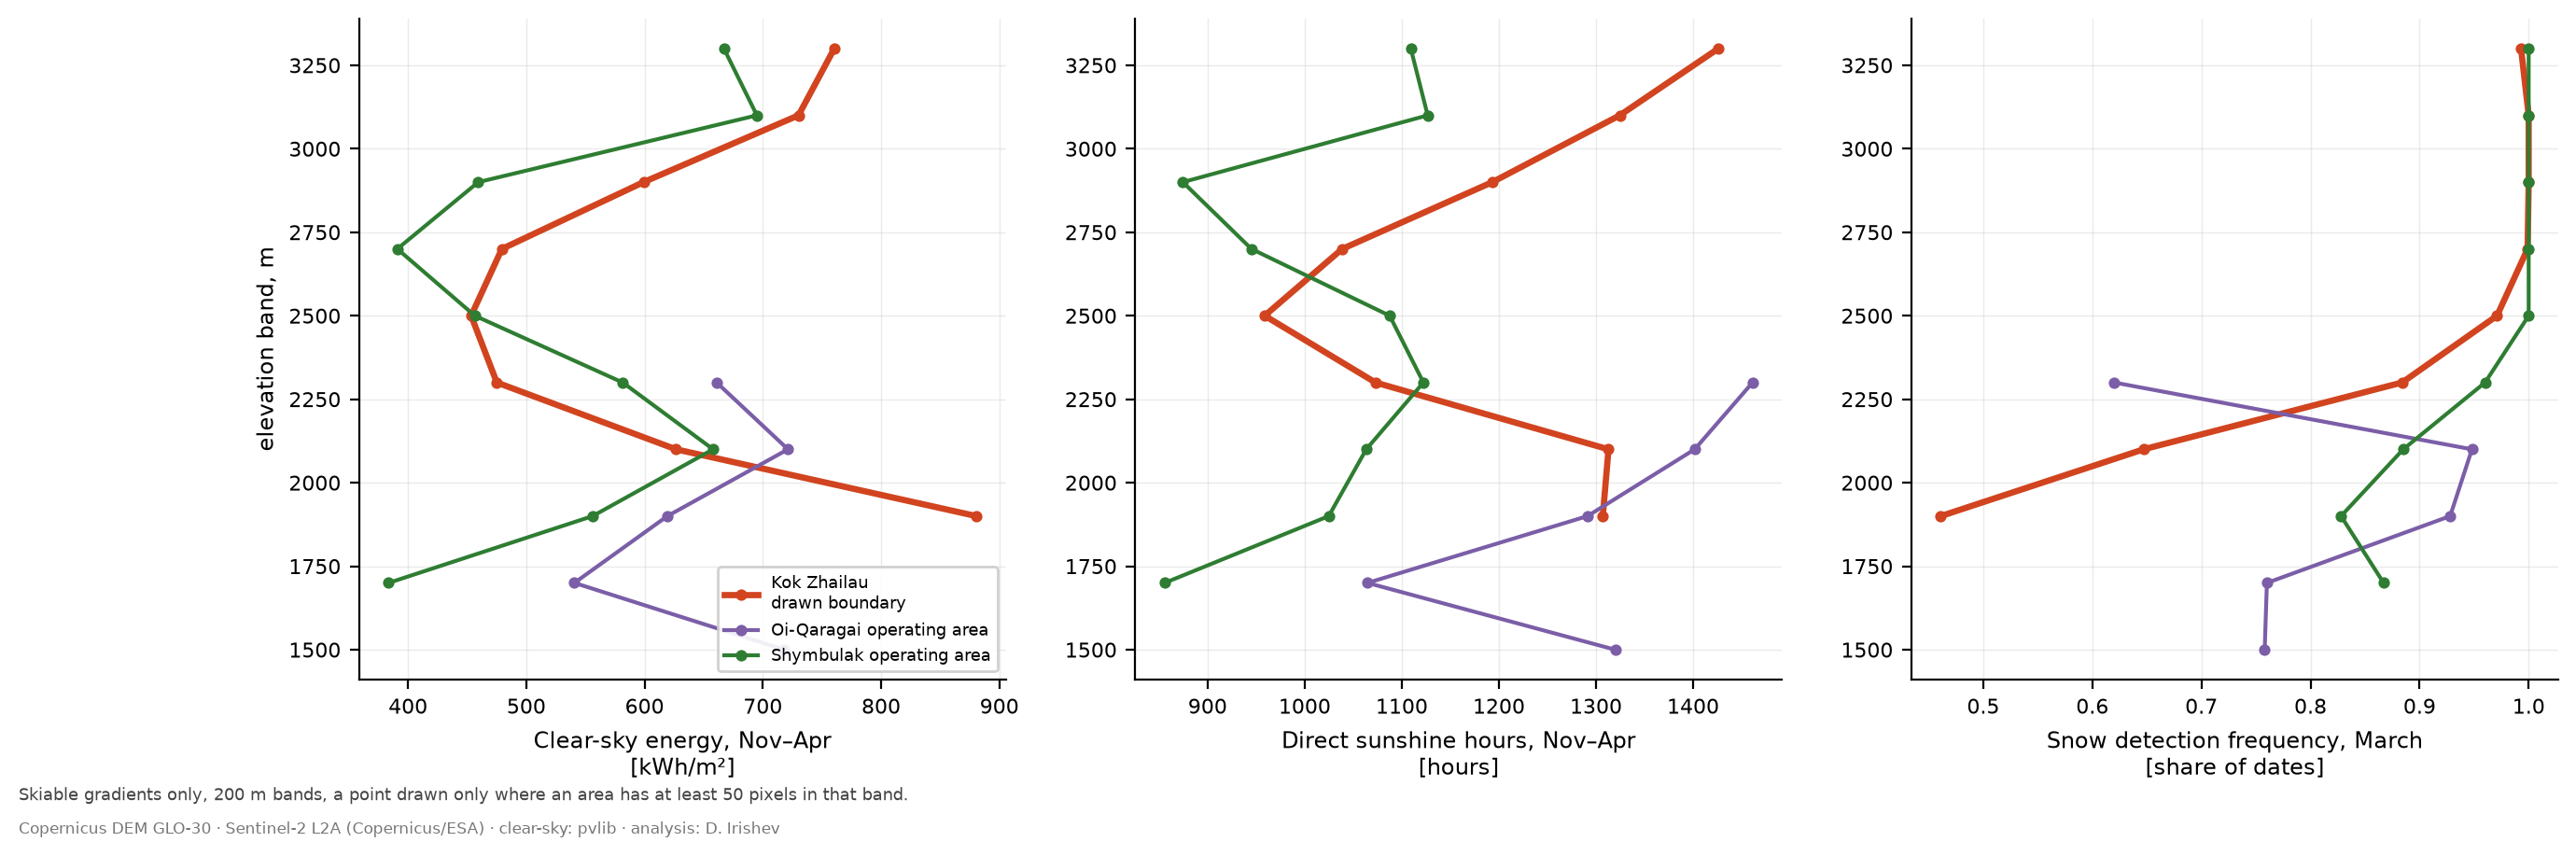 3250
3000
2750
2500
2250
2000
1750
1500
elevation band, m
400 500 600 700 800 900
Clear-sky energy, Nov–Apr
[kWh/m²]
Kok Zhailau
drawn boundary
Oi-Qaragai operating area
Shymbulak operating area
3250
3000
2750
2500
2250
2000
1750
1500
900 1000 1100 1200 1300 1400
Direct sunshine hours, Nov–Apr
[hours]
3250
3000
2750
2500
2250
2000
1750
1500
0.5 0.6 0.7 0.8 0.9 1.0
Snow detection frequency, March
[share of dates]
Skiable gradients only, 200 m bands, a point drawn only where an area has at least 50 pixels in that band.
Copernicus DEM GLO-30 · Sentinel-2 L2A (Copernicus/ESA) · clear-sky: pvlib · analysis: D. Irishev